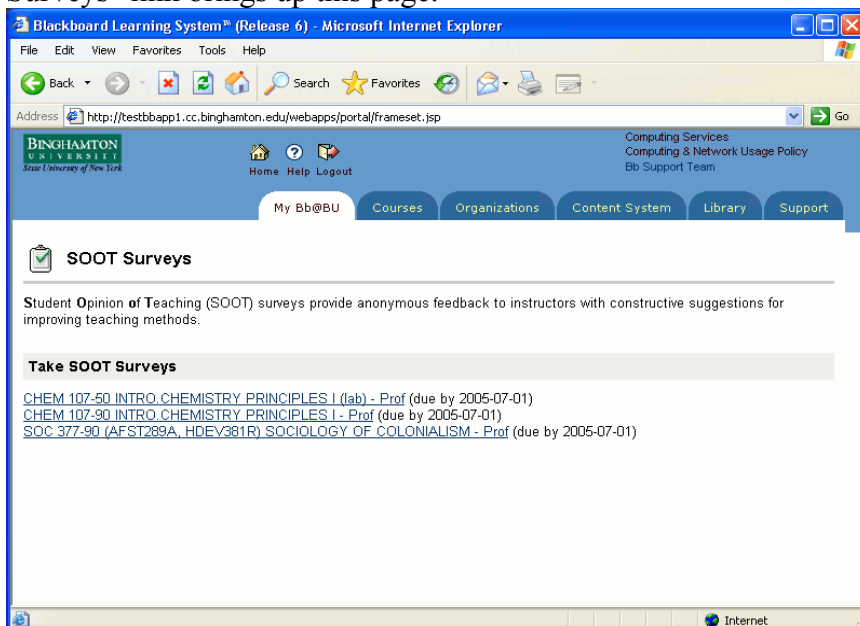 Surveys" link brings up this page.
Blackboard Learning System™ (Release 6) - Microsoft Internet Explorer
File Edit View Favorites Tools Help
Back Search Favorites
Address http://testbbapp1.cc.binghamton.edu/webapps/portal/frameset.jsp Go
BINGHAMTON
UNIVERSITY
State University of New York
Home Help Logout
Computing Services
Computing & Network Usage Policy
Bb Support Team
My Bb@BU Courses Organizations Content System Library Support
SOOT Surveys
Student Opinion of Teaching (SOOT) surveys provide anonymous feedback to instructors with constructive suggestions for
improving teaching methods.
Take SOOT Surveys
CHEM 107-50 INTRO.CHEMISTRY PRINCIPLES I (lab) - Prof (due by 2005-07-01)
CHEM 107-90 INTRO.CHEMISTRY PRINCIPLES I - Prof (due by 2005-07-01)
SOC 377-90 (AFST289A, HDEV381R) SOCIOLOGY OF COLONIALISM - Prof (due by 2005-07-01)
Internet